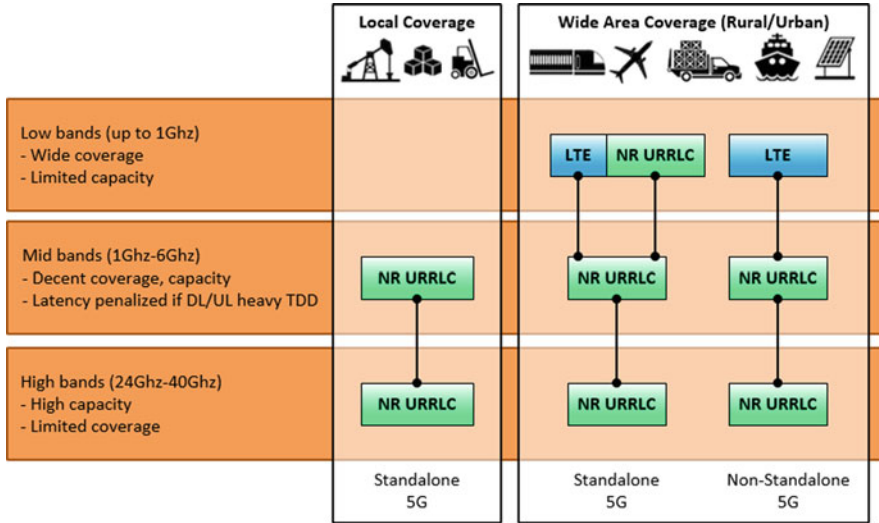 Local Coverage
Wide Area Coverage (Rural/Urban)
Low bands (up to 1Ghz)
- Wide coverage
- Limited capacity
LTE
NR URRLC
LTE
Mid bands (1Ghz-6Ghz)
- Decent coverage, capacity
- Latency penalized if DL/UL heavy TDD
NR URRLC
NR URRLC
NR URRLC
High bands (24Ghz-40Ghz)
- High capacity
- Limited coverage
NR URRLC
NR URRLC
NR URRLC
Standalone
5G
Standalone
5G
Non-Standalone
5G